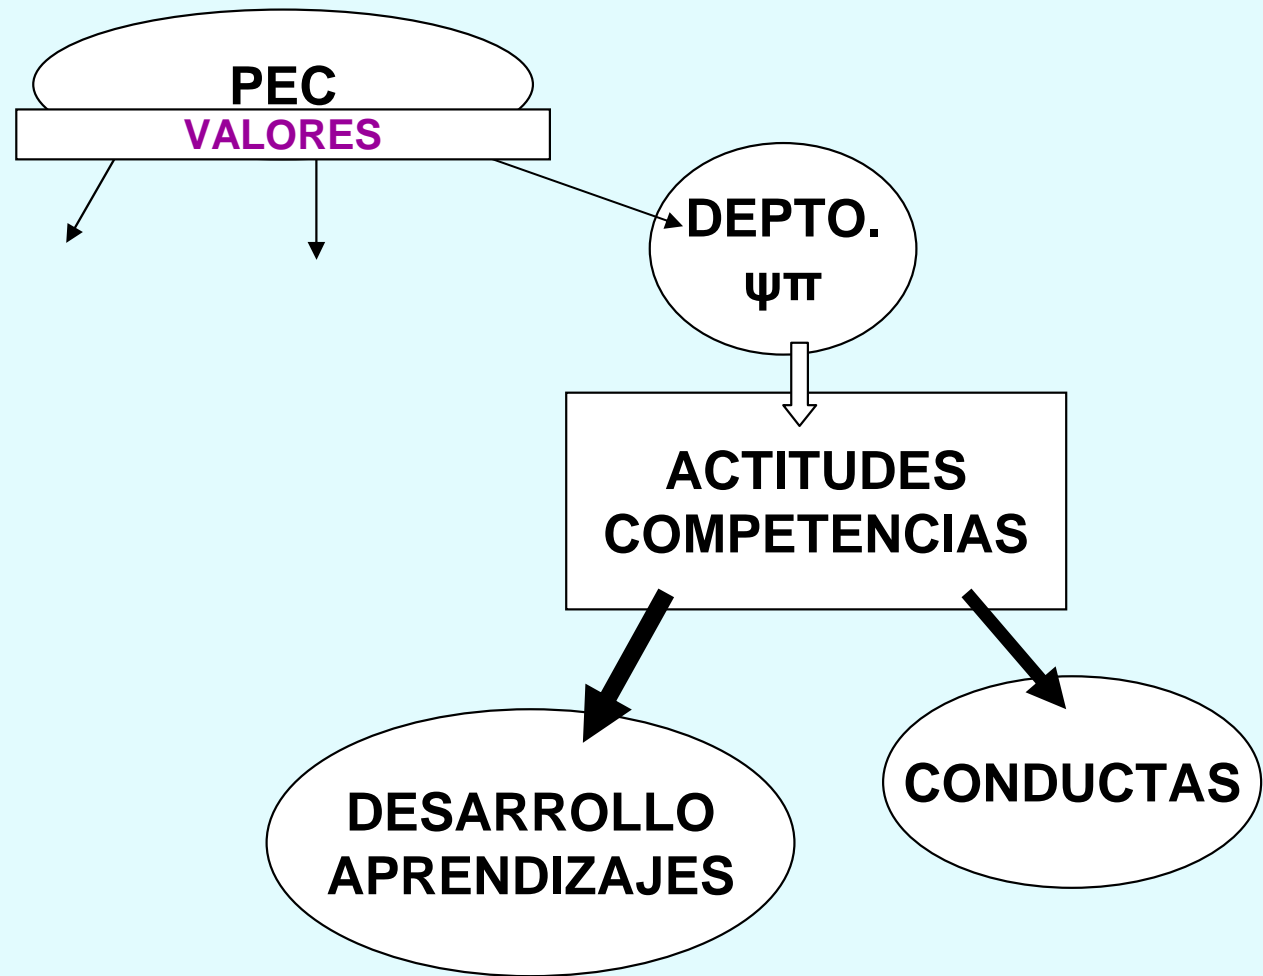 PEC
VALORES
DEPTO.
ψπ
ACTITUDES
COMPETENCIAS
DESARROLLO
APRENDIZAJES
CONDUCTAS